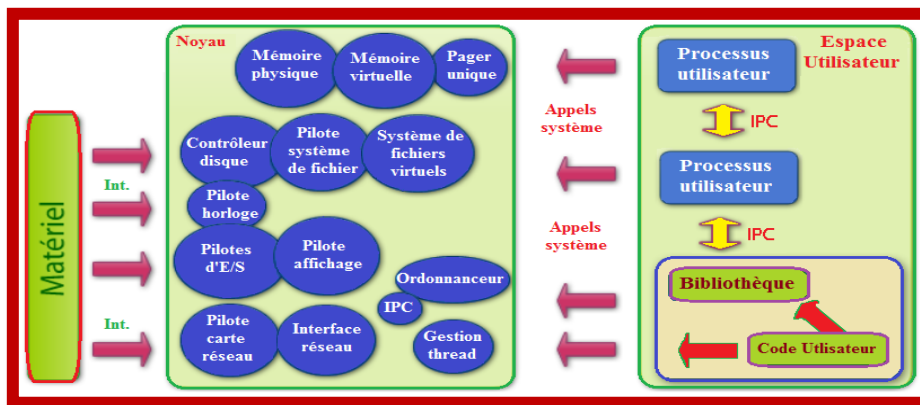 Matériel
Int.
Int.
Noyau
Mémoire
physique
Mémoire
virtuelle
Pager
unique
Contrôleur
disque
Pilote
système
de fichier
Système de
fichiers
virtuels
Pilote
horloge
Pilotes
d'E/S
Pilote
affichage
Ordonnanceur
IPC
Pilote
carte
réseau
Interface
réseau
Gestion
thread
Appels
système
Appels
système
Espace
Utilisateur
Processus
utilisateur
IPC
Processus
utilisateur
IPC
Bibliothèque
Code Utlisateur